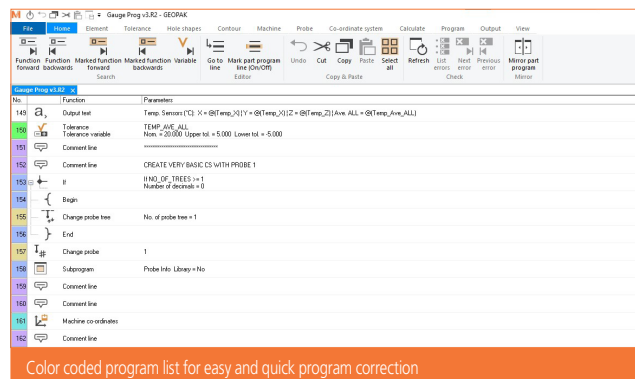 M Gauge Prog v3.R2 - GEOPAK
File Home Element Tolerance Hole shapes Contour Machine Probe Co-ordinate system Calculate Program Output View
Function forward Function backwards Marked function forward Marked function backwards Variable Go to line Mark part program line (On/Off) Undo Cut Copy Paste Select all Refresh List errors Next error Previous error Mirror part program
Search Editor Copy & Paste Check Mirror
Gauge Prog v3.R2 x
No. Function Parameters
149 a, Output text Temp. Sensors (°C): X = @(Temp_X) | Y = @(Temp_X) | Z = @(Temp_Z) | Ave. ALL = @(Temp_Ave_ALL)
150 Tolerance TEMP_AVE_ALL
Tolerance variable Nom. = 20.000 Upper tol. = 5.000 Lower tol. = -5.000
151 Comment line
152 Comment line CREATE VERY BASIC CS WITH PROBE 1
153 If If NO_OF_TREES >= 1
Number of decimals = 0
154 { Begin
155 Change probe tree No. of probe tree = 1
156 } End
157 Change probe 1
158 Subprogram Probe Info Library = No
159 Comment line
160 Comment line
161 Machine co-ordinates
162 Comment line
Color coded program list for easy and quick program correction